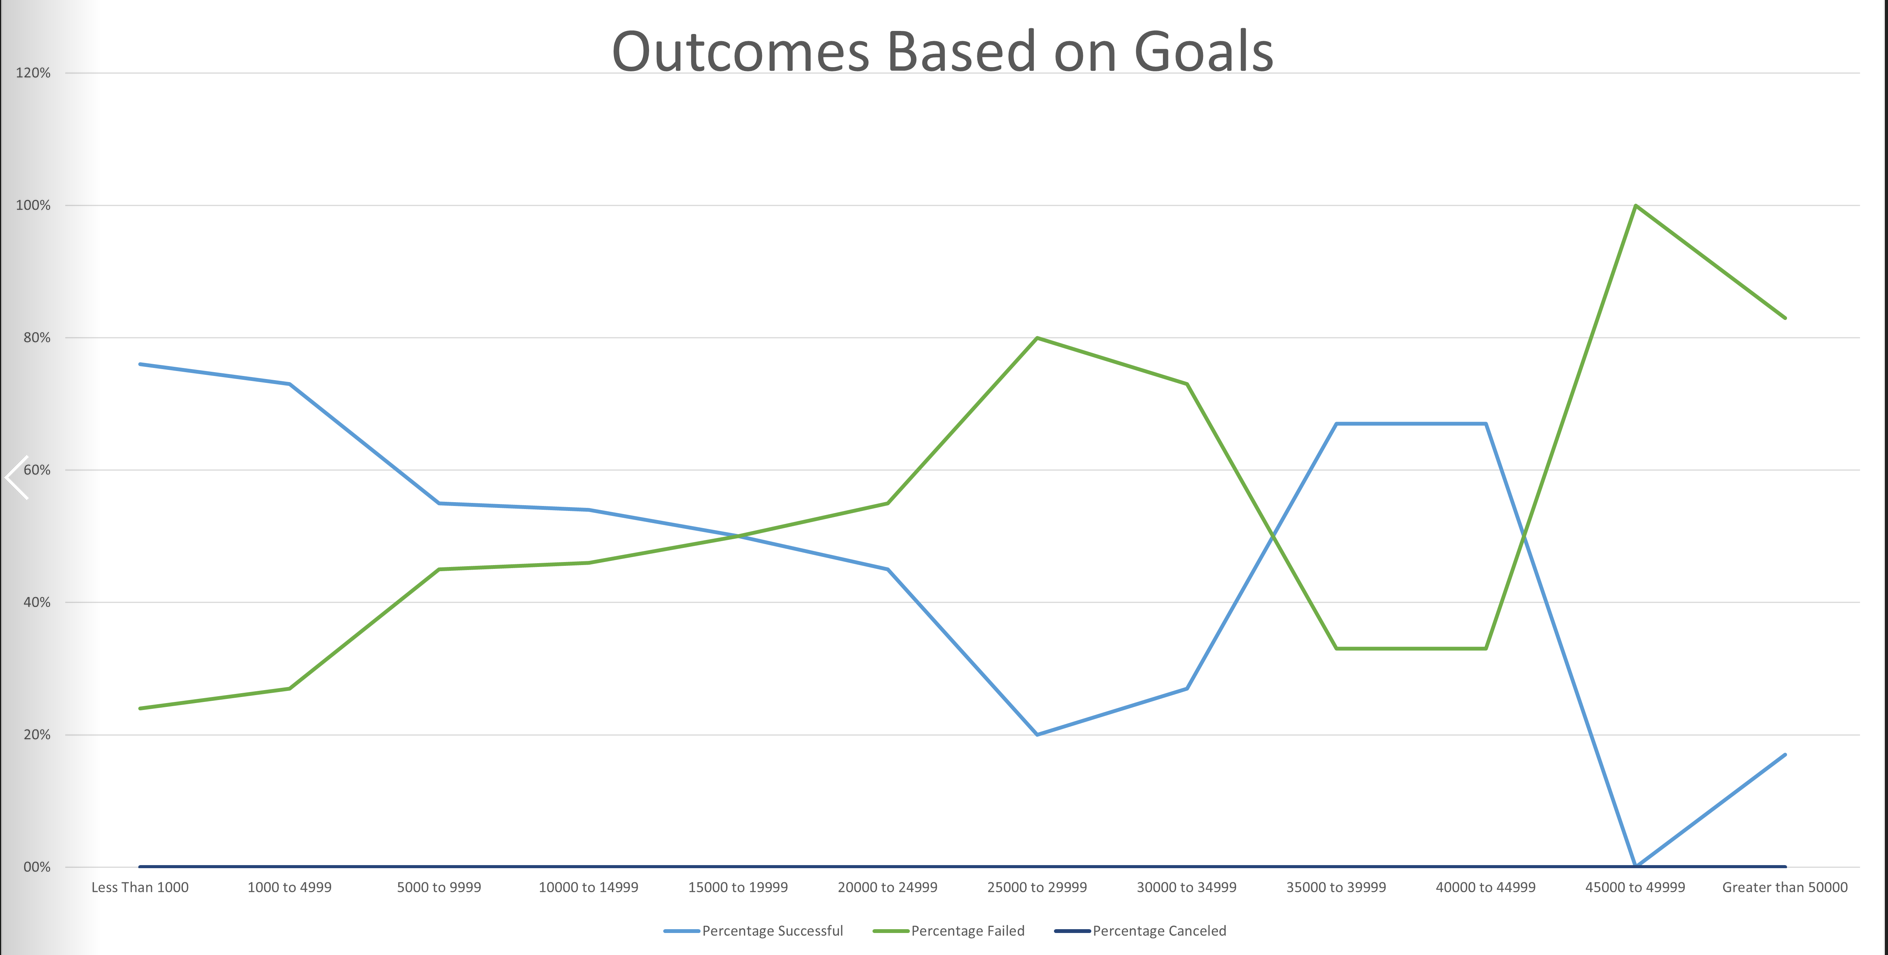 Outcomes Based on Goals
120%
100%
80%
60%
40%
20%
00%
Less Than 1000 1000 to 4999 5000 to 9999 10000 to 14999 15000 to 19999 20000 to 24999 25000 to 29999 30000 to 34999 35000 to 39999 40000 to 44999 45000 to 49999 Greater than 50000
Percentage Successful Percentage Failed Percentage Canceled